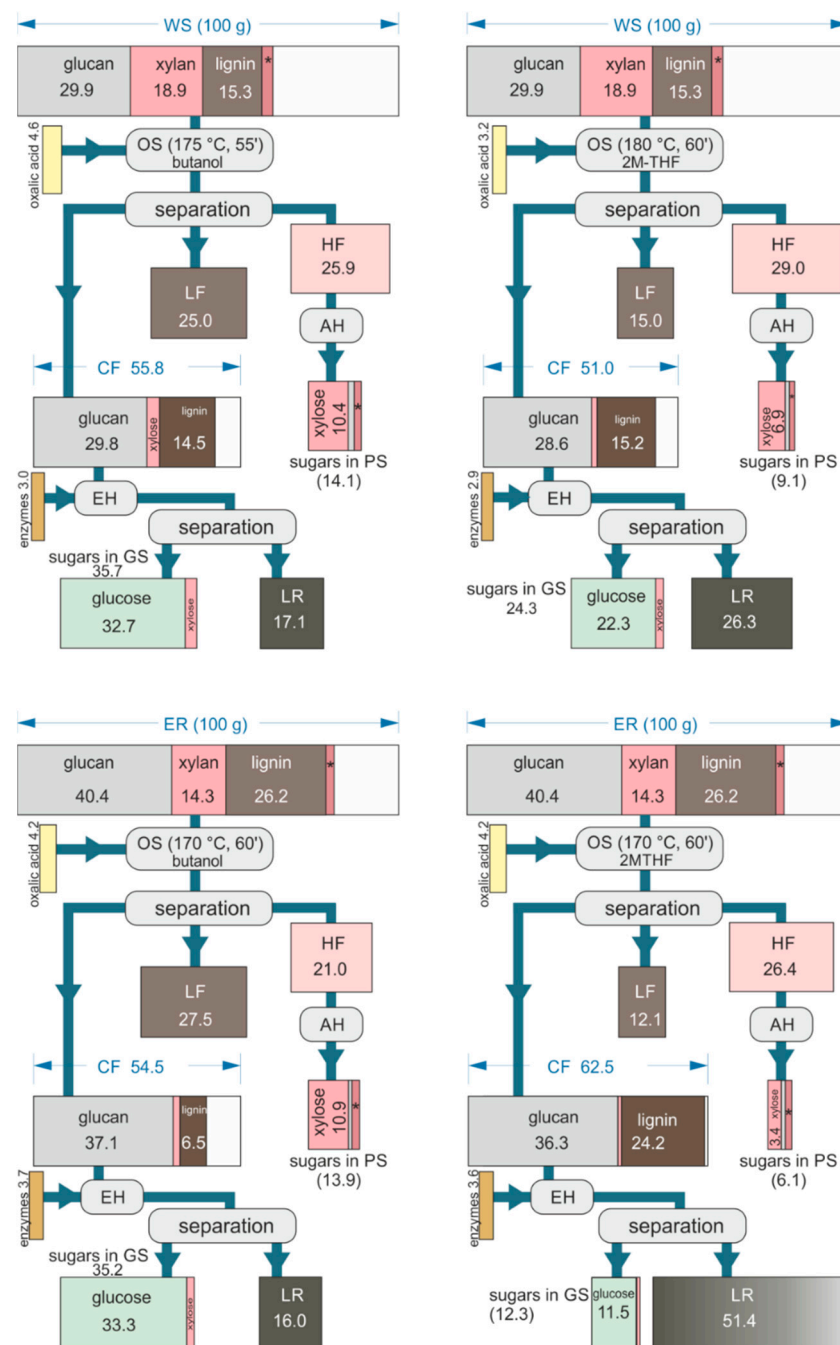 WS (100 g)
glucan
29.9
xylan
18.9
lignin
15.3
*
oxalic acid 4.6
OS (175 °C, 55')
butanol
separation
HF
25.9
LF
25.0
AH
CF 55.8
glucan
29.8
xylose
lignin
14.5
xylose
10.4
*
sugars in PS
(14.1)
enzymes 3.0
EH
separation
sugars in GS
35.7
glucose
32.7
xylose
LR
17.1
WS (100 g)
glucan
29.9
xylan
18.9
lignin
15.3
*
oxalic acid 3.2
OS (180 °C, 60')
2M-THF
separation
HF
29.0
LF
15.0
AH
CF 51.0
glucan
28.6
lignin
15.2
xylose
6.9
*
sugars in PS
(9.1)
enzymes 2.9
EH
separation
sugars in GS
24.3
glucose
22.3
xylose
LR
26.3
ER (100 g)
glucan
40.4
xylan
14.3
lignin
26.2
*
oxalic acid 4.2
OS (170 °C, 60')
butanol
separation
HF
21.0
LF
27.5
AH
CF 54.5
glucan
37.1
lignin
6.5
xylose
10.9
*
sugars in PS
(13.9)
enzymes 3.7
EH
separation
sugars in GS
35.2
glucose
33.3
xylose
LR
16.0
ER (100 g)
glucan
40.4
xylan
14.3
lignin
26.2
*
oxalic acid 4.2
OS (170 °C, 60')
2MTHF
separation
HF
26.4
LF
12.1
AH
CF 62.5
glucan
36.3
lignin
24.2
xylose
3.4
*
sugars in PS
(6.1)
enzymes 3.6
EH
separation
sugars in GS
(12.3)
glucose
11.5
LR
51.4